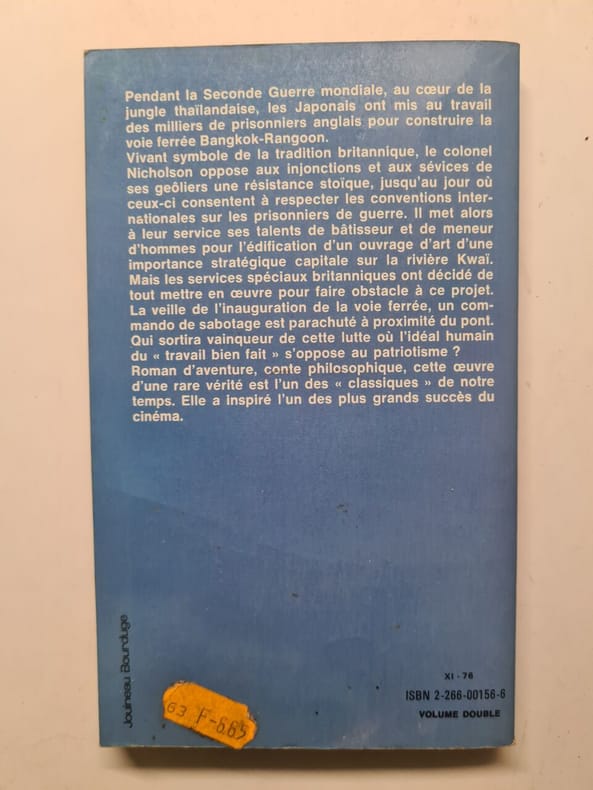 Pendant la Seconde Guerre mondiale, au cœur de la
jungle thaïlandaise, les Japonais ont mis au travail
des milliers de prisonniers anglais pour construire la
voie ferrée Bangkok-Rangoon.
Vivant symbole de la tradition britannique, le colonel
Nicholson oppose aux injonctions et aux sévices de
ses geôliers une résistance stoïque, jusqu'au jour où
ceux-ci consentent à respecter les conventions inter-
nationales sur les prisonniers de guerre. Il met alors
à leur service ses talents de bâtisseur et de meneur
d'hommes pour l'édification d'un ouvrage d'art d'une
importance stratégique capitale sur la rivière Kwaï.
Mais les services spéciaux britanniques ont décidé de
tout mettre en œuvre pour faire obstacle à ce projet.
La veille de l'inauguration de la voie ferrée, un com-
mando de sabotage est parachuté à proximité du pont.
Qui sortira vainqueur de cette lutte où l'idéal humain
du « travail bien fait » s'oppose au patriotisme ?
Roman d'aventure, conte philosophique, cette œuvre
d'une rare vérité est l'un des « classiques » de notre
temps. Elle a inspiré l'un des plus grands succès du
cinéma.
Jouineau Bourduge
G3 F-6.65
XI - 76
ISBN 2-266-00156-6
VOLUME DOUBLE